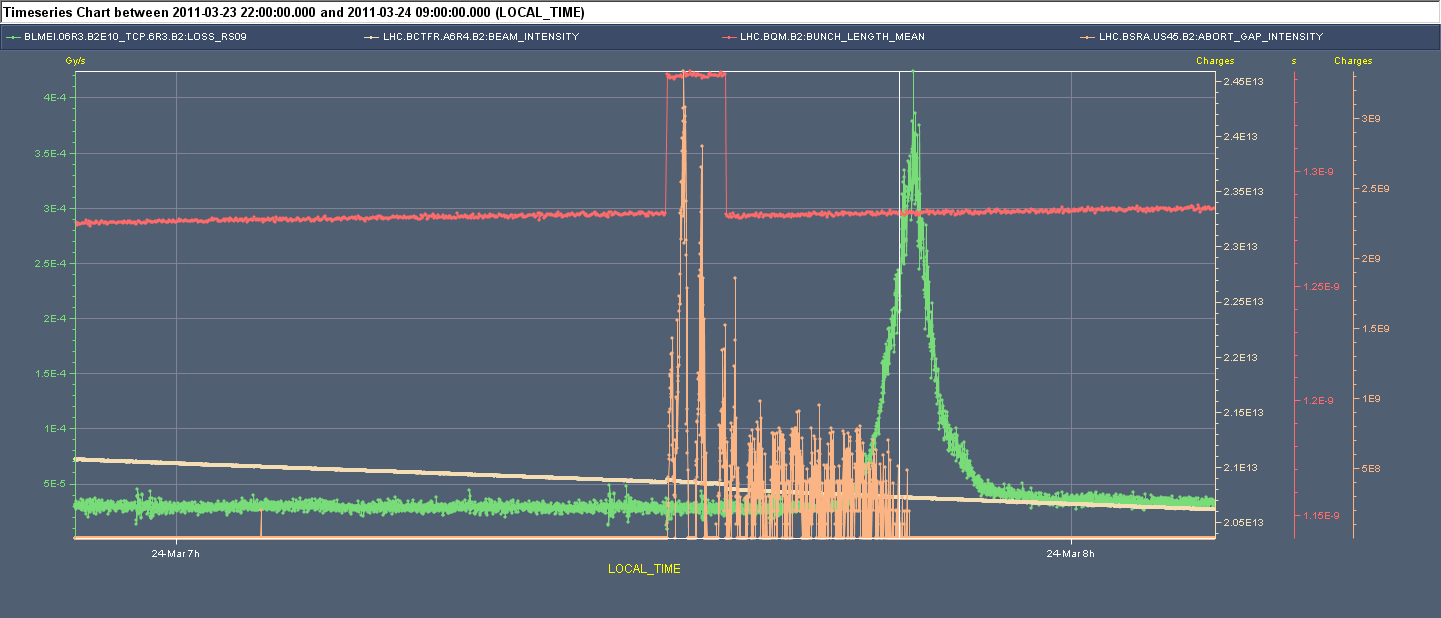 Timeseries Chart between 2011-03-23 22:00:00.000 and 2011-03-24 09:00:00.000 (LOCAL_TIME)
BLMEI.06R3.B2E10_TCP.6R3.B2:LOSS_RS09 LHC.BCTFR.A6R4.B2:BEAM_INTENSITY LHC.BQM.B2:BUNCH_LENGTH_MEAN LHC.BSRA.US45.B2:ABORT_GAP_INTENSITY
Gy/s Charges s Charges
4E-4
3.5E-4
3E-4
2.5E-4
2E-4
1.5E-4
1E-4
5E-5
2.45E13
2.4E13
2.35E13
2.3E13
2.25E13
2.2E13
2.15E13
2.1E13
2.05E13
1.3E-9
1.25E-9
1.2E-9
1.15E-9
3E9
2.5E9
2E9
1.5E9
1E9
5E8
24-Mar7h 24-Mar8h
LOCAL_TIME